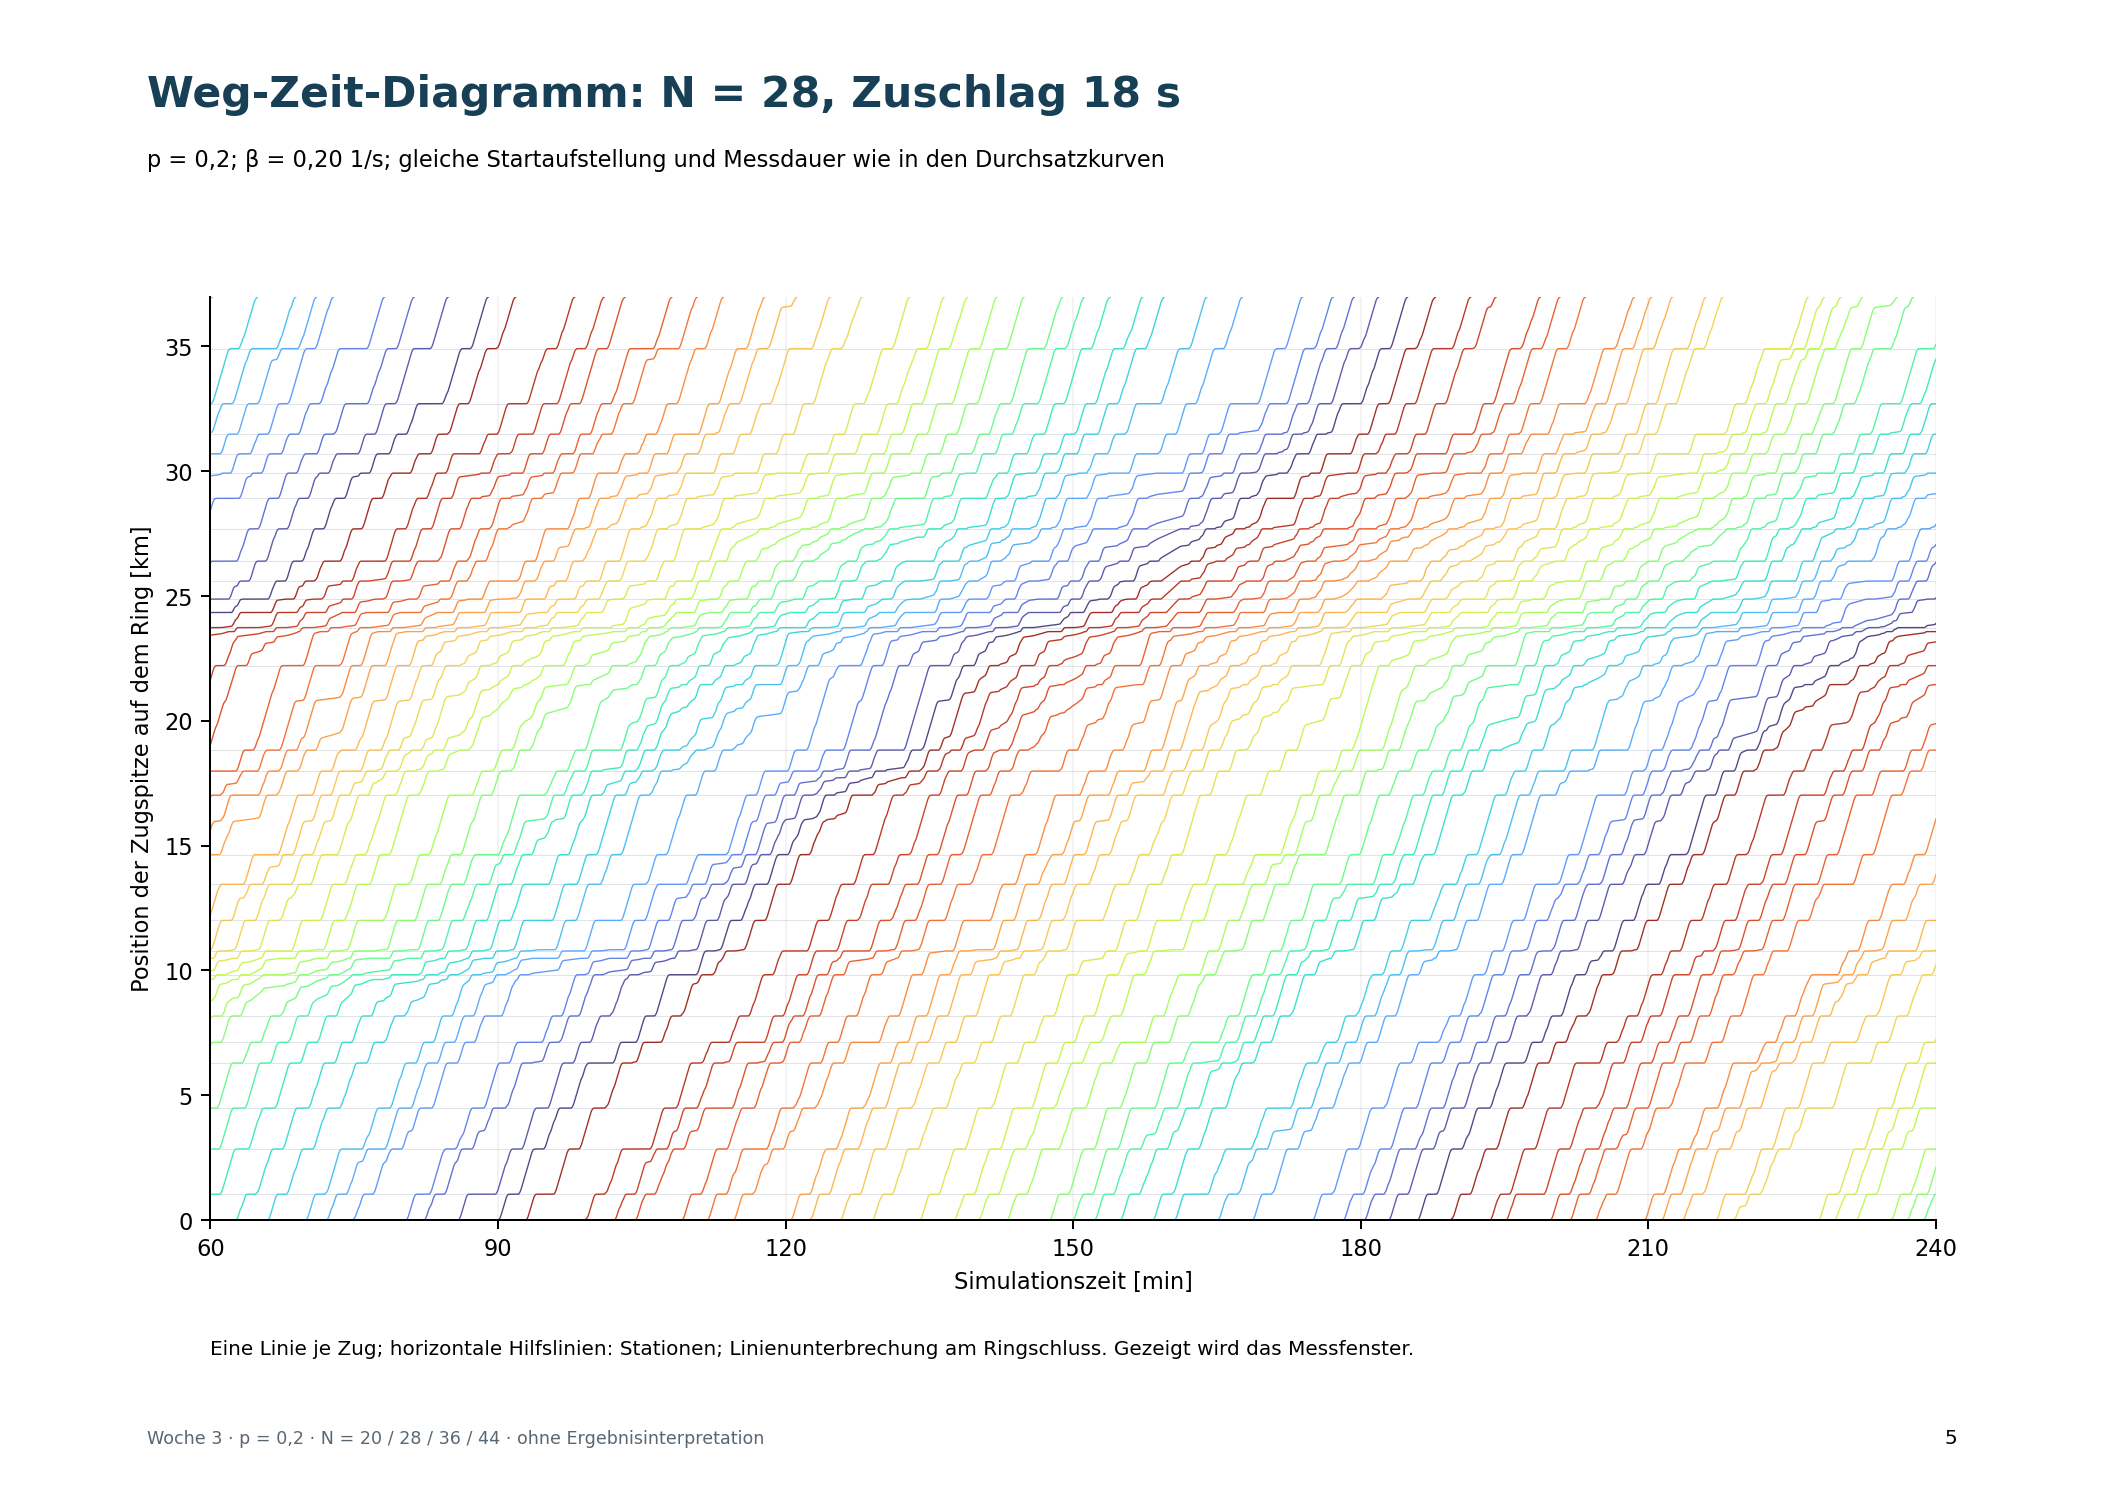 Weg-Zeit-Diagramm: N = 28, Zuschlag 18 s
p = 0,2; β = 0,20 1/s; gleiche Startaufstellung und Messdauer wie in den Durchsatzkurven
Position der Zugspitze auf dem Ring [km]
35
30
25
20
15
10
5
0
60 90 120 150 180 210 240
Simulationszeit [min]
Eine Linie je Zug; horizontale Hilfslinien: Stationen; Linienunterbrechung am Ringschluss. Gezeigt wird das Messfenster.
Woche 3 · p = 0,2 · N = 20 / 28 / 36 / 44 · ohne Ergebnisinterpretation
5